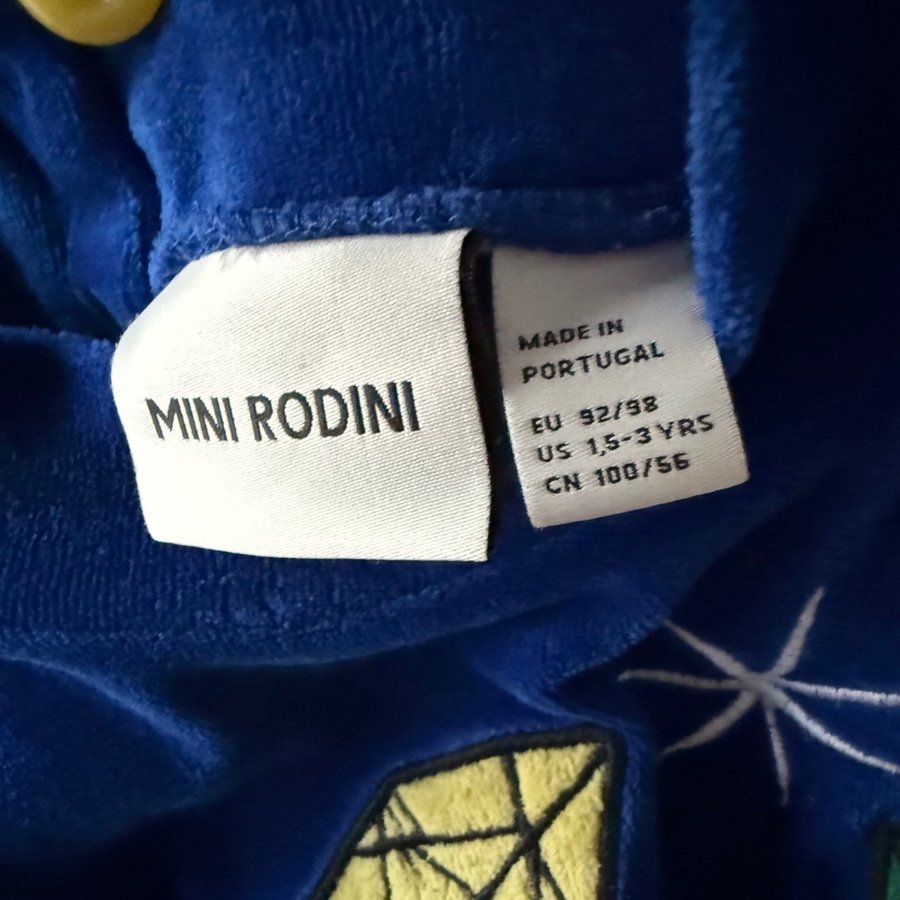 MINI RODINI
MADE IN
PORTUGAL
EU 92/98
US 1,5-3 YRS
CN 100/56